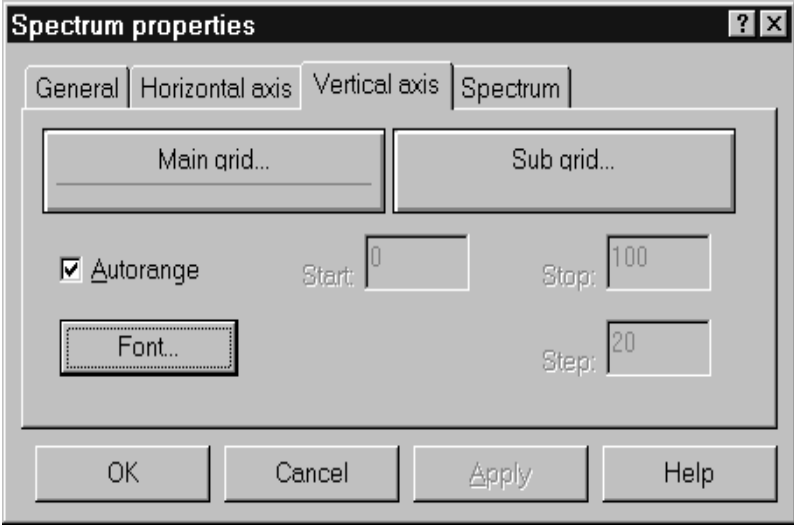 Spectrum properties
General Horizontal axis Vertical axis Spectrum
Main grid... Sub grid...
Autorange Start: 0 Stop: 100
Font... Step: 20
OK Cancel Apply Help